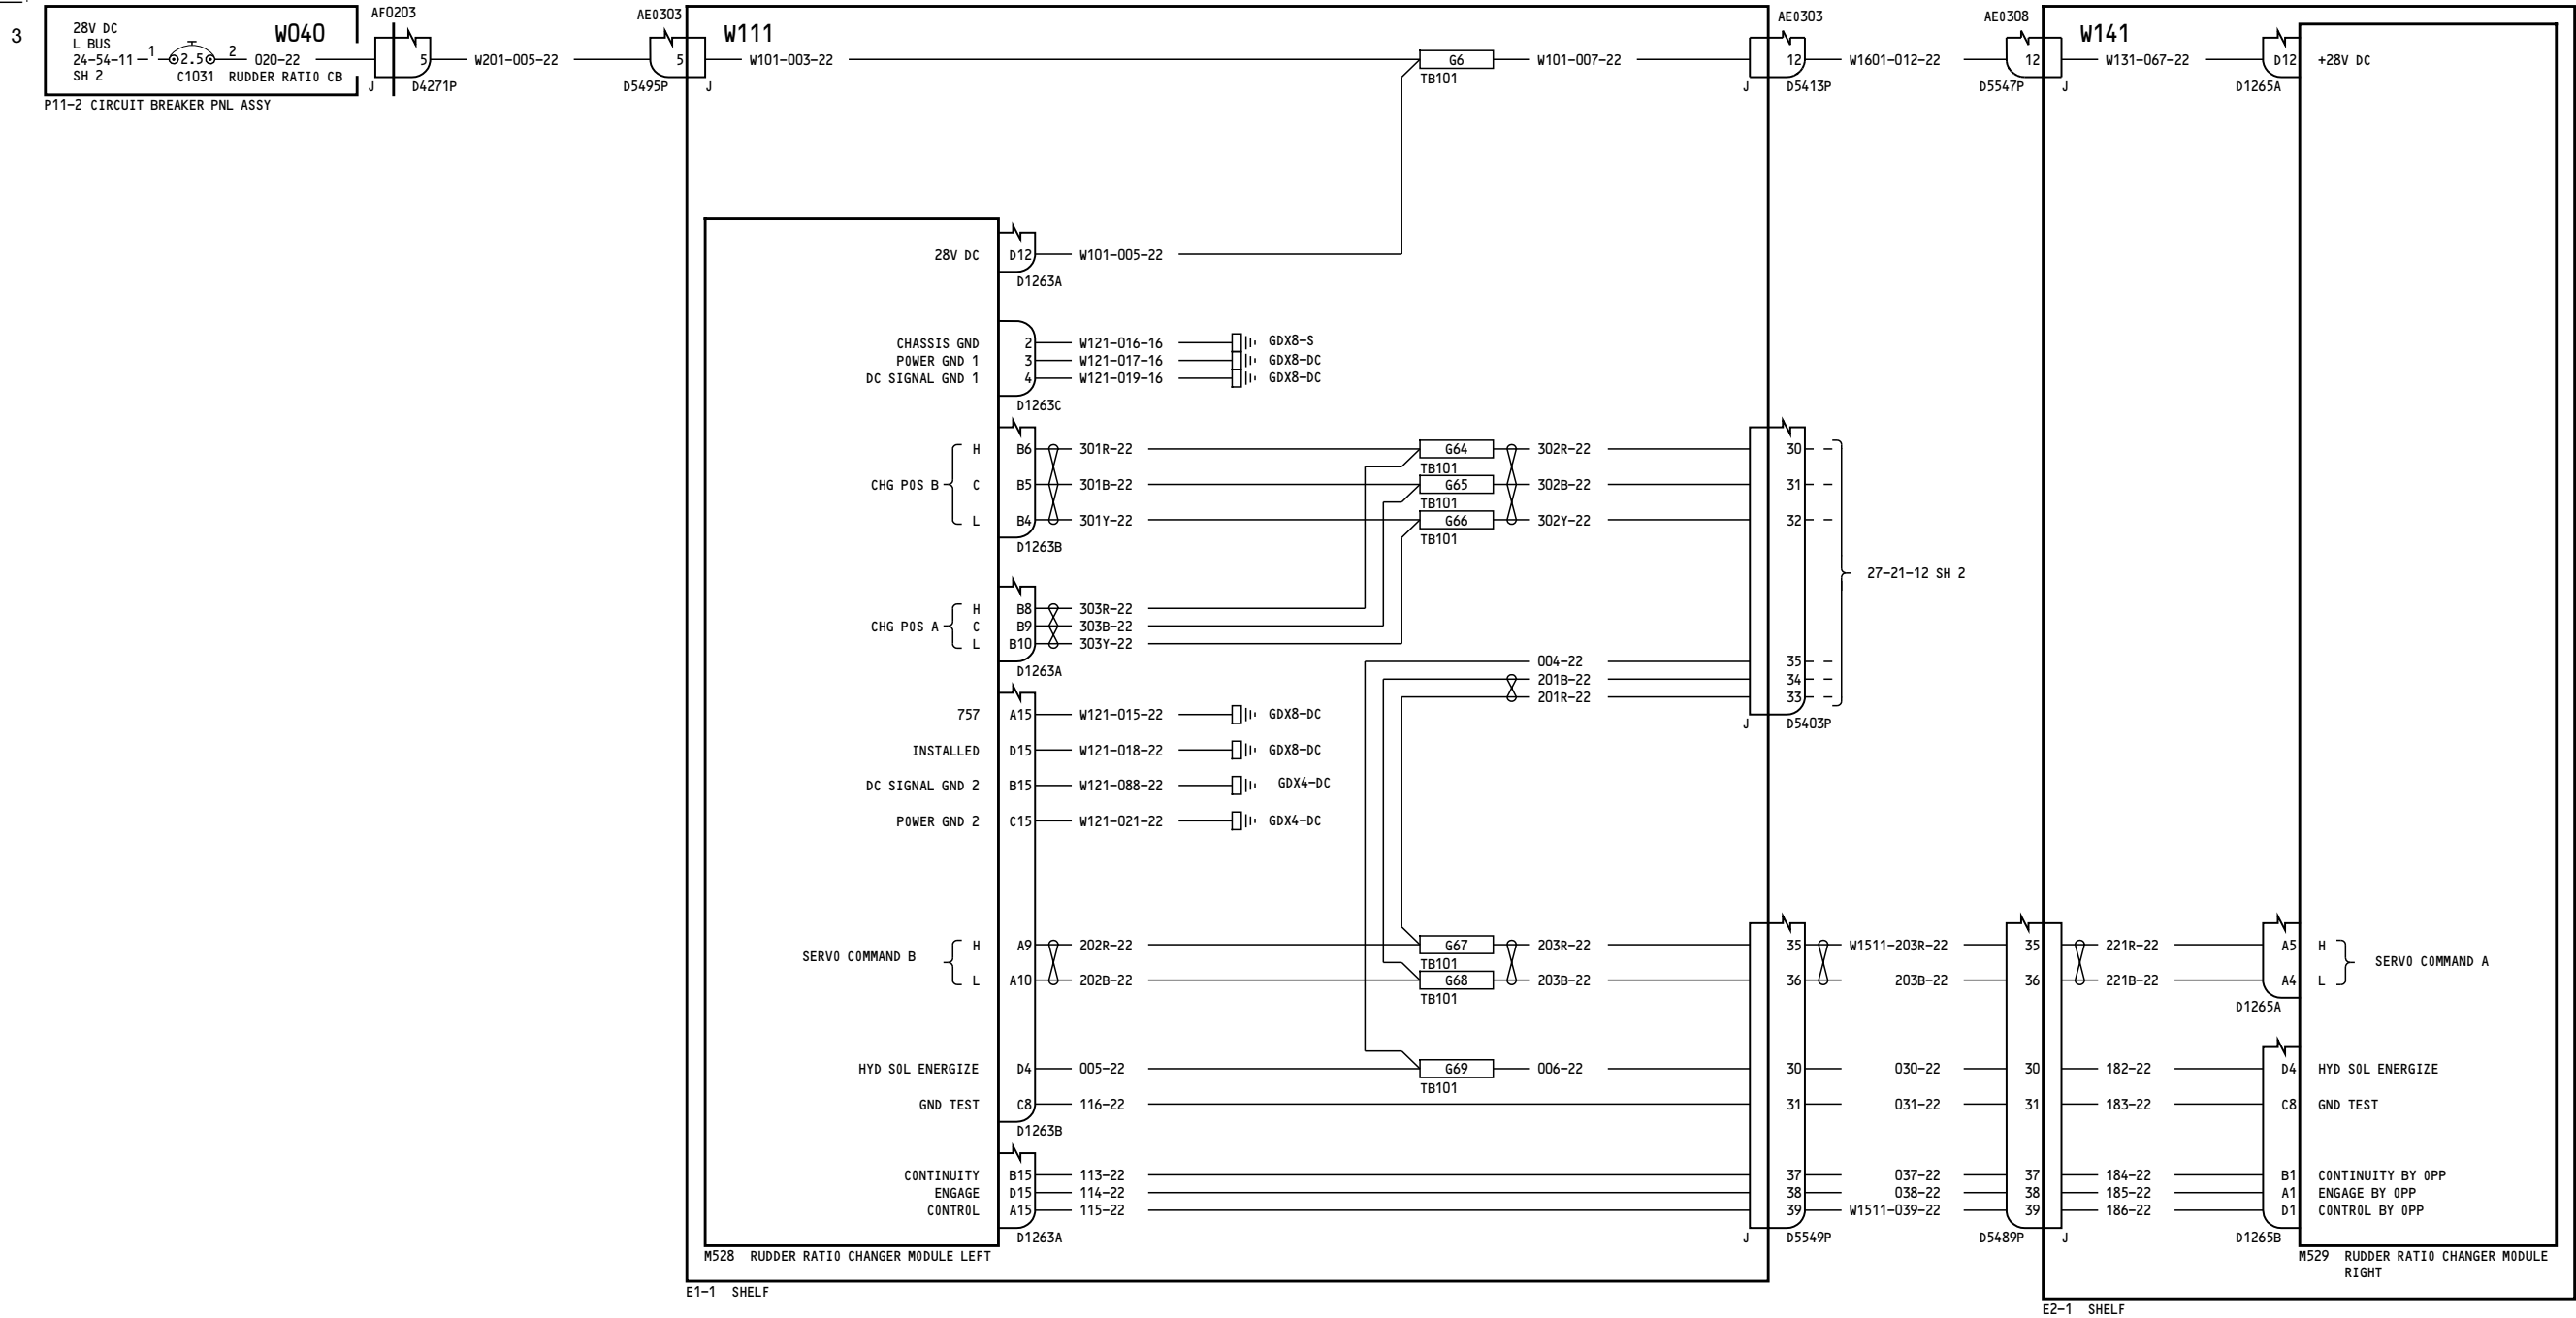 3
28V DC
L BUS
24-54-11
SH 2
1
2.5
2
C1031
W040
020-22
RUDDER RATIO CB
P11-2 CIRCUIT BREAKER PNL ASSY
AF0203
5
J
D4271P
W201-005-22
AE0303
5
D5495P
J
W111
W101-003-22
G6
TB101
W101-007-22
AE0303
12
J
D5413P
W1601-012-22
AE0308
12
D5547P
J
W141
W131-067-22
D12
D1265A
+28V DC
28V DC
D12
W101-005-22
D1263A
CHASSIS GND
2
W121-016-16
GDX8-S
POWER GND 1
3
W121-017-16
GDX8-DC
DC SIGNAL GND 1
4
W121-019-16
GDX8-DC
D1263C
CHG POS B
H
B6
301R-22
G64
TB101
302R-22
30
C
B5
301B-22
G65
TB101
302B-22
31
L
B4
301Y-22
G66
TB101
302Y-22
32
D1263B
27-21-12 SH 2
CHG POS A
H
B8
303R-22
C
B9
303B-22
L
B10
303Y-22
D1263A
004-22
35
201B-22
34
201R-22
33
J
D5403P
757
A15
W121-015-22
GDX8-DC
INSTALLED
D15
W121-018-22
GDX8-DC
DC SIGNAL GND 2
B15
W121-088-22
GDX4-DC
POWER GND 2
C15
W121-021-22
GDX4-DC
SERVO COMMAND B
H
A9
202R-22
G67
TB101
203R-22
35
W1511-203R-22
35
221R-22
A5
H
L
A10
202B-22
G68
TB101
203B-22
36
203B-22
36
221B-22
A4
L
SERVO COMMAND A
D1265A
HYD SOL ENERGIZE
D4
005-22
G69
TB101
006-22
30
030-22
30
182-22
D4
HYD SOL ENERGIZE
GND TEST
C8
116-22
31
031-22
31
183-22
C8
GND TEST
D1263B
CONTINUITY
B15
113-22
37
037-22
37
184-22
B1
CONTINUITY BY OPP
ENGAGE
D15
114-22
38
038-22
38
185-22
A1
ENGAGE BY OPP
CONTROL
A15
115-22
39
W1511-039-22
39
186-22
D1
CONTROL BY OPP
D1263A
J
D5549P
D5489P
J
D1265B
M528 RUDDER RATIO CHANGER MODULE LEFT
M529 RUDDER RATIO CHANGER MODULE
RIGHT
E1-1 SHELF
E2-1 SHELF